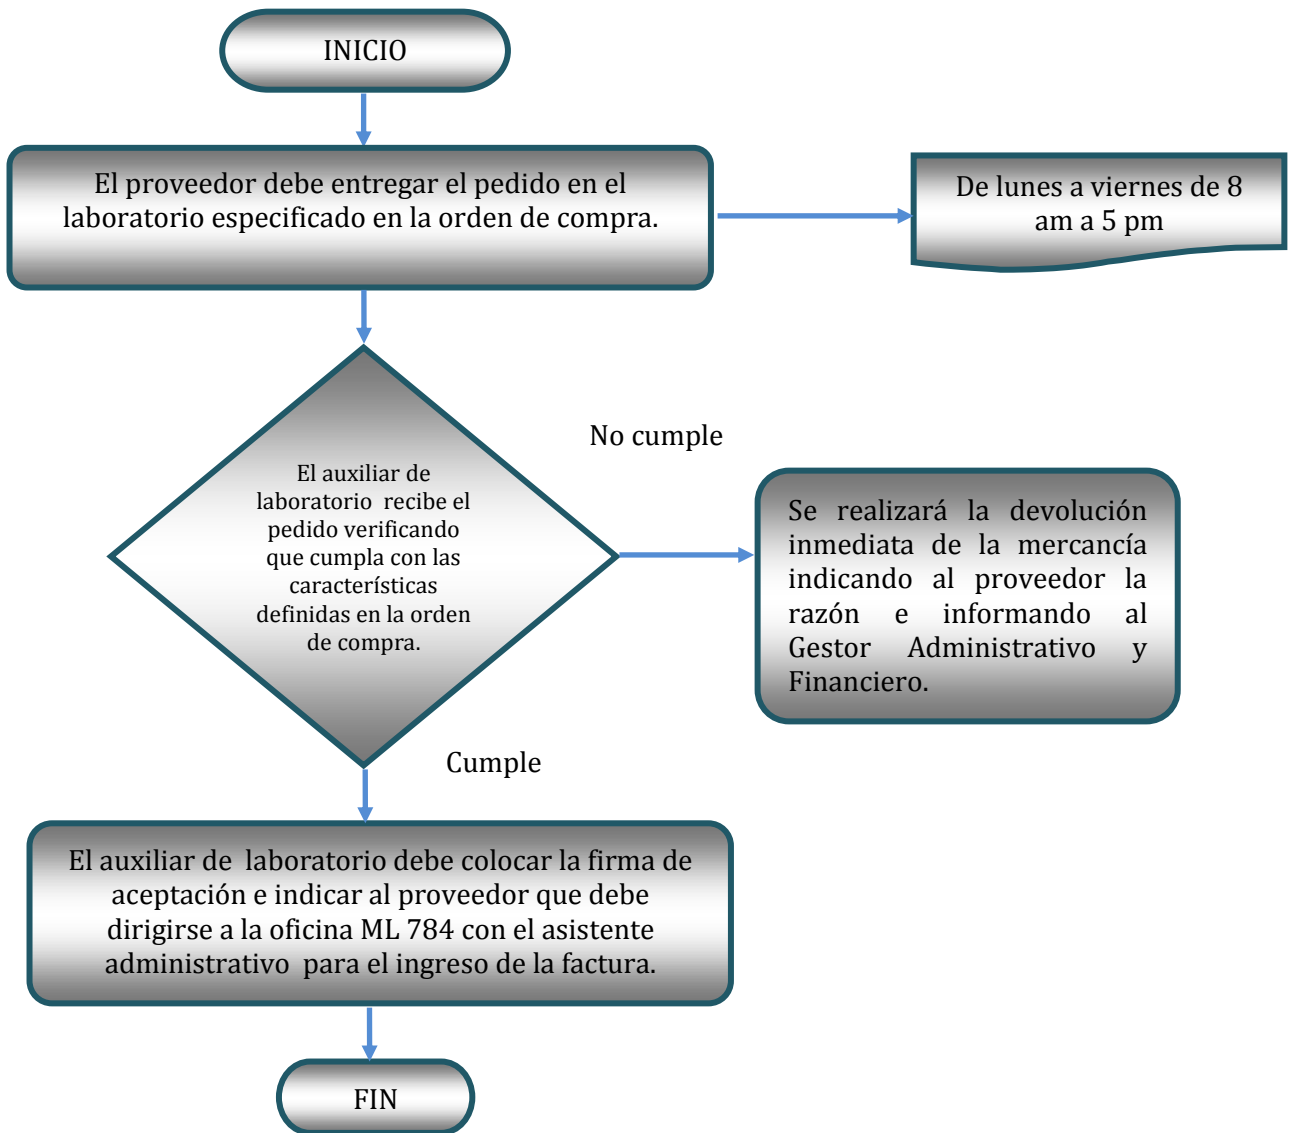 INICIO
El proveedor debe entregar el pedido en el
laboratorio especificado en la orden de compra.
De lunes a viernes de 8
am a 5 pm
No cumple
El auxiliar de
laboratorio recibe el
pedido verificando
que cumpla con las
características
definidas en la orden
de compra.
Se realizará la devolución
inmediata de la mercancía
indicando al proveedor la
razón e informando al
Gestor Administrativo y
Financiero.
Cumple
El auxiliar de laboratorio debe colocar la firma de
aceptación e indicar al proveedor que debe
dirigirse a la oficina ML 784 con el asistente
administrativo para el ingreso de la factura.
FIN